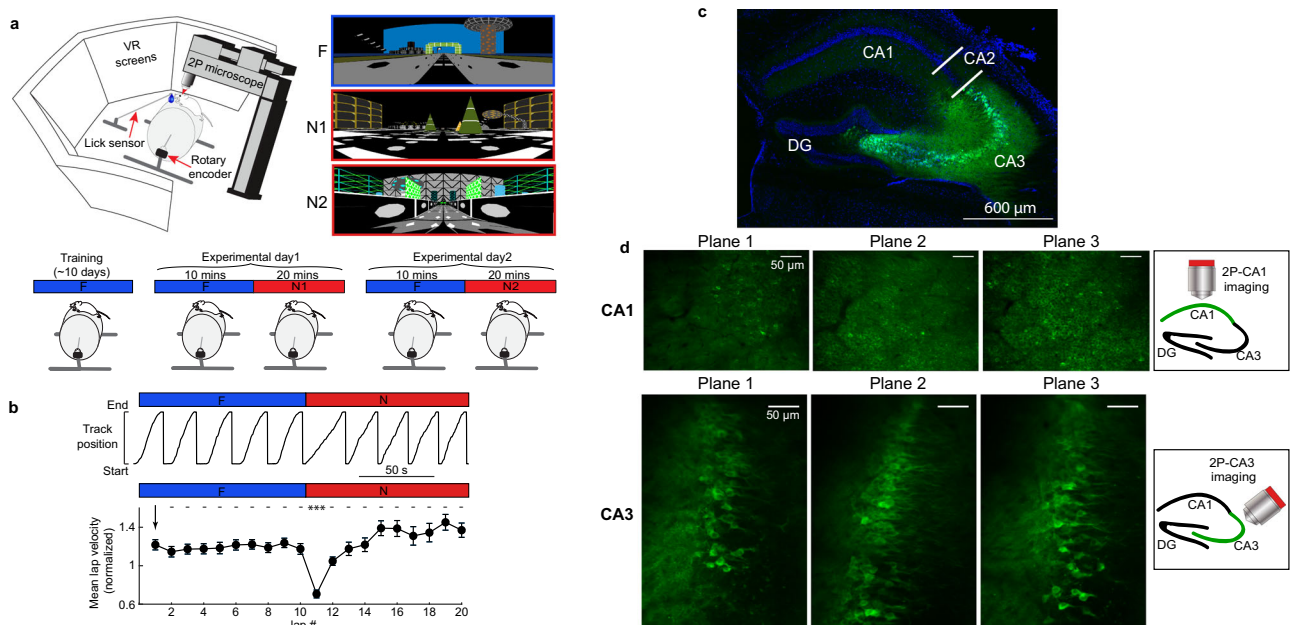 a
VR
screens
2P microscope
Lick sensor
Rotary
encoder
F
N1
N2
Training
(~10 days)
F
Experimental day1
10 mins
20 mins
F
N1
Experimental day2
10 mins
20 mins
F
N2
b
End
F
N
Track
position
Start
50 s
F
N
***
Mean lap velocity
(normalized)
1.4
1
0.6
2
4
6
8
10
12
14
16
18
20
lap #
c
CA1
CA2
DG
CA3
600 µm
d
Plane 1
Plane 2
Plane 3
50 µm
CA1
2P-CA1
imaging
CA1
DG
CA3
Plane 1
Plane 2
Plane 3
50 µm
CA3
2P-CA3
imaging
CA1
DG
CA3